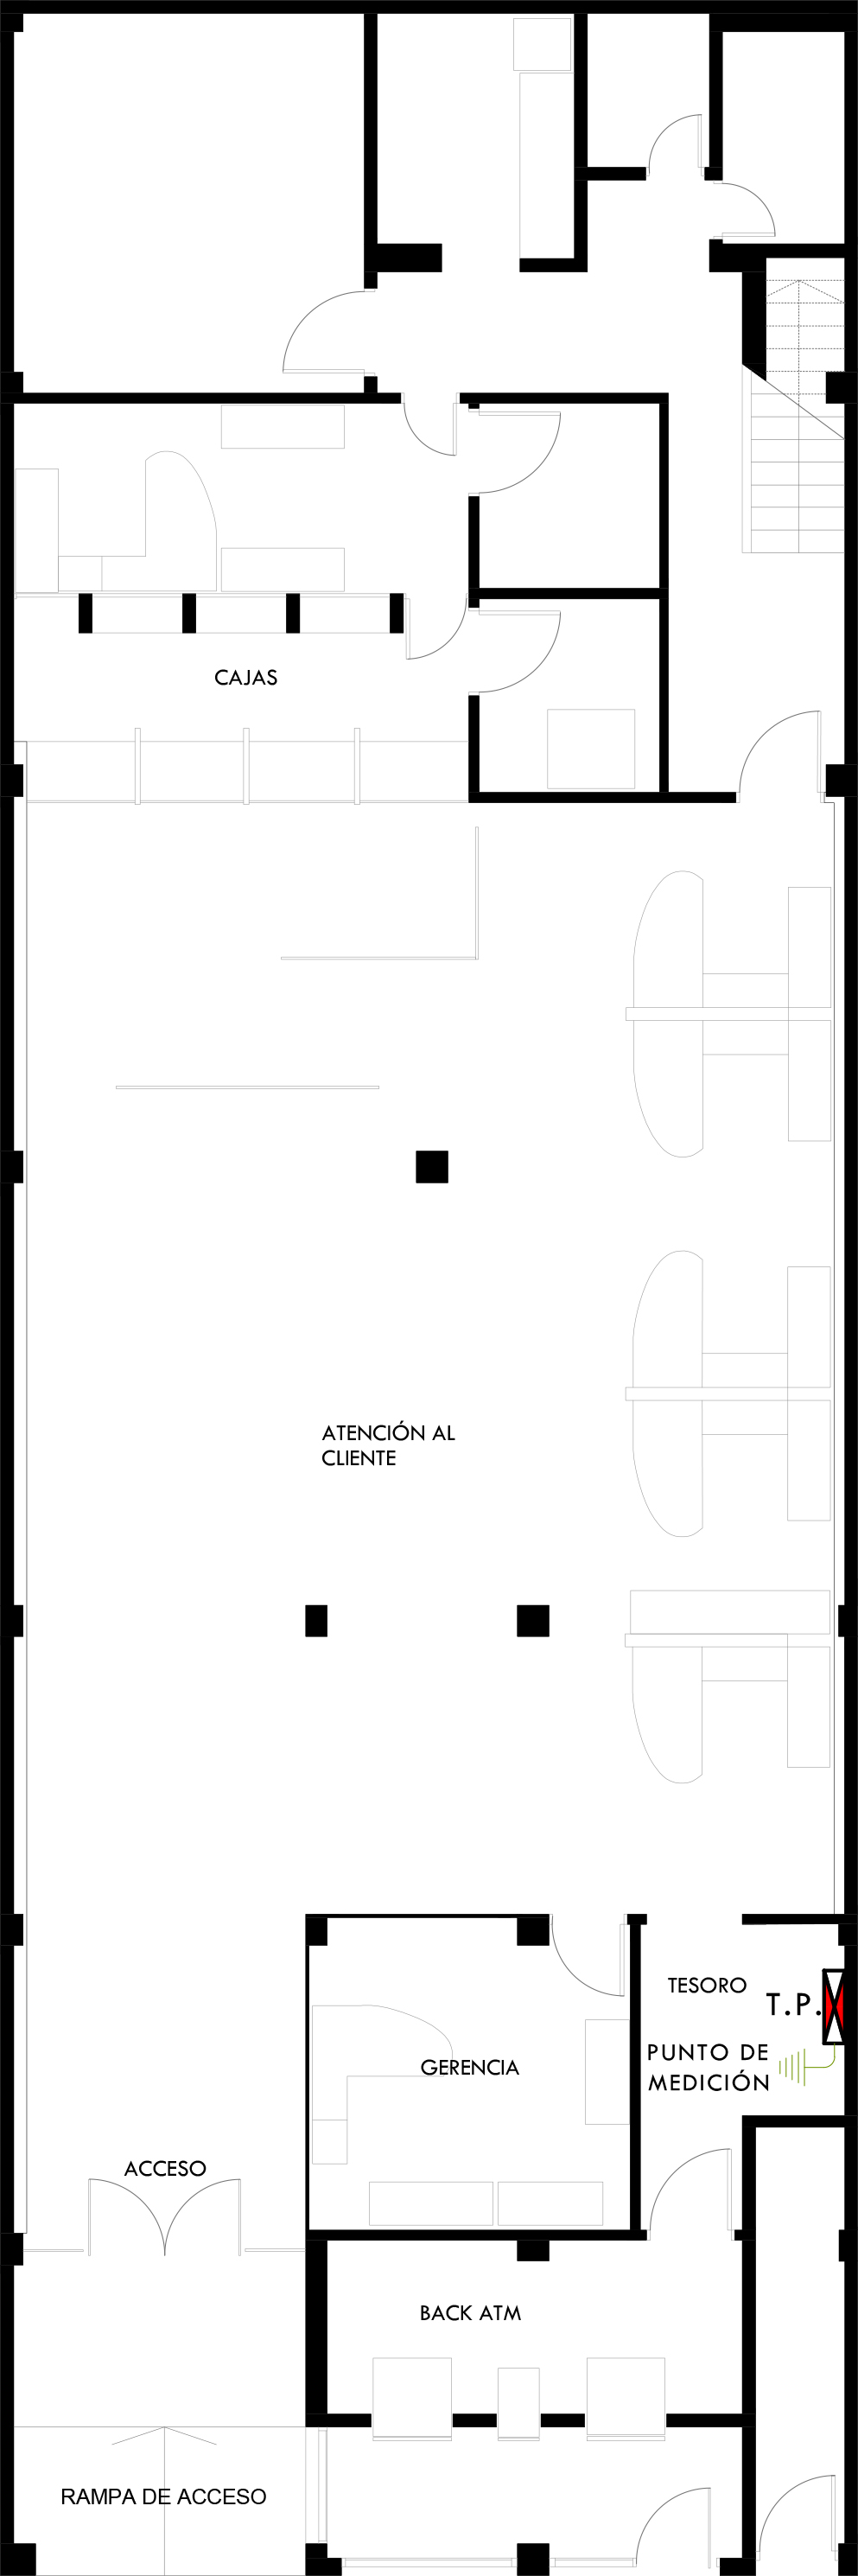 CAJAS
ATENCIÓN AL
CLIENTE
TESORO
T.P.
PUNTO DE
MEDICIÓN
GERENCIA
ACCESO
BACK ATM
RAMPA DE ACCESO